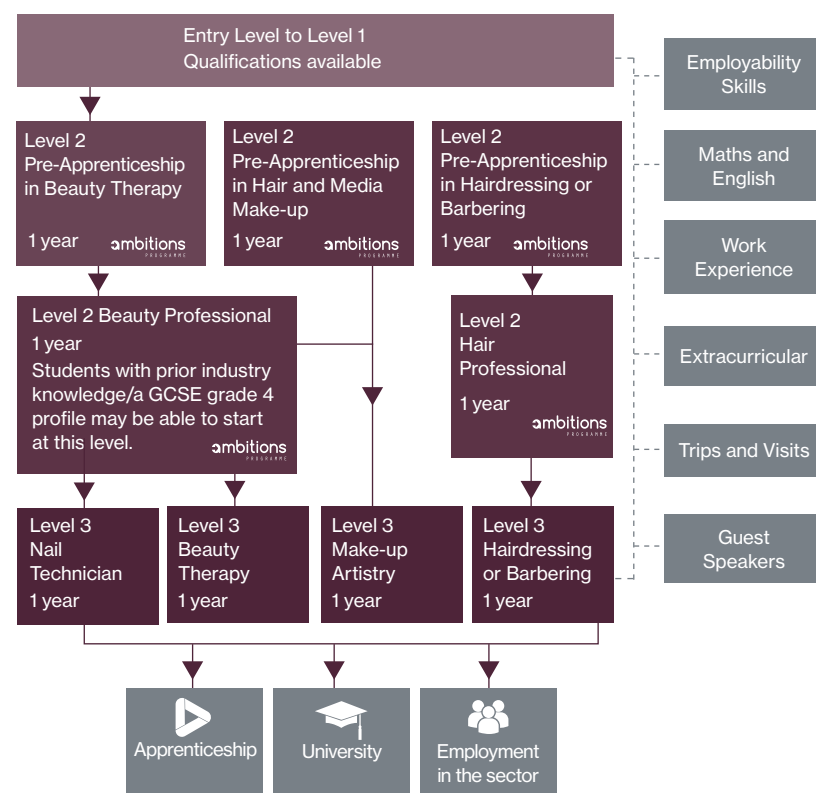 Entry Level to Level 1
Qualifications available
Level 2
Pre-Apprenticeship
in Beauty Therapy
1 year
ambitions
PROGRAMME
Level 2
Pre-Apprenticeship
in Hair and Media
Make-up
1 year
ambitions
PROGRAMME
Level 2
Pre-Apprenticeship
in Hairdressing or
Barbering
1 year
ambitions
PROGRAMME
Level 2 Beauty Professional
1 year
Students with prior industry
knowledge/a GCSE grade 4
profile may be able to start
at this level.
ambitions
PROGRAMME
Level 2
Hair
Professional
1 year
ambitions
PROGRAMME
Level 3
Nail
Technician
1 year
Level 3
Beauty
Therapy
1 year
Level 3
Make-up
Artistry
1 year
Level 3
Hairdressing
or Barbering
1 year
Apprenticeship
University
Employment
in the sector
Employability
Skills
Maths and
English
Work
Experience
Extracurricular
Trips and Visits
Guest
Speakers